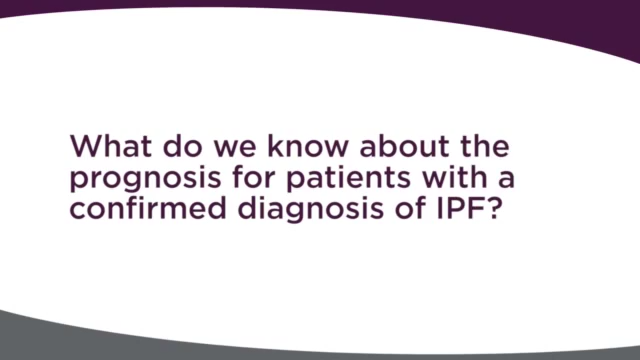 What do we know about the
prognosis for patients with a
confirmed diagnosis of IPF?